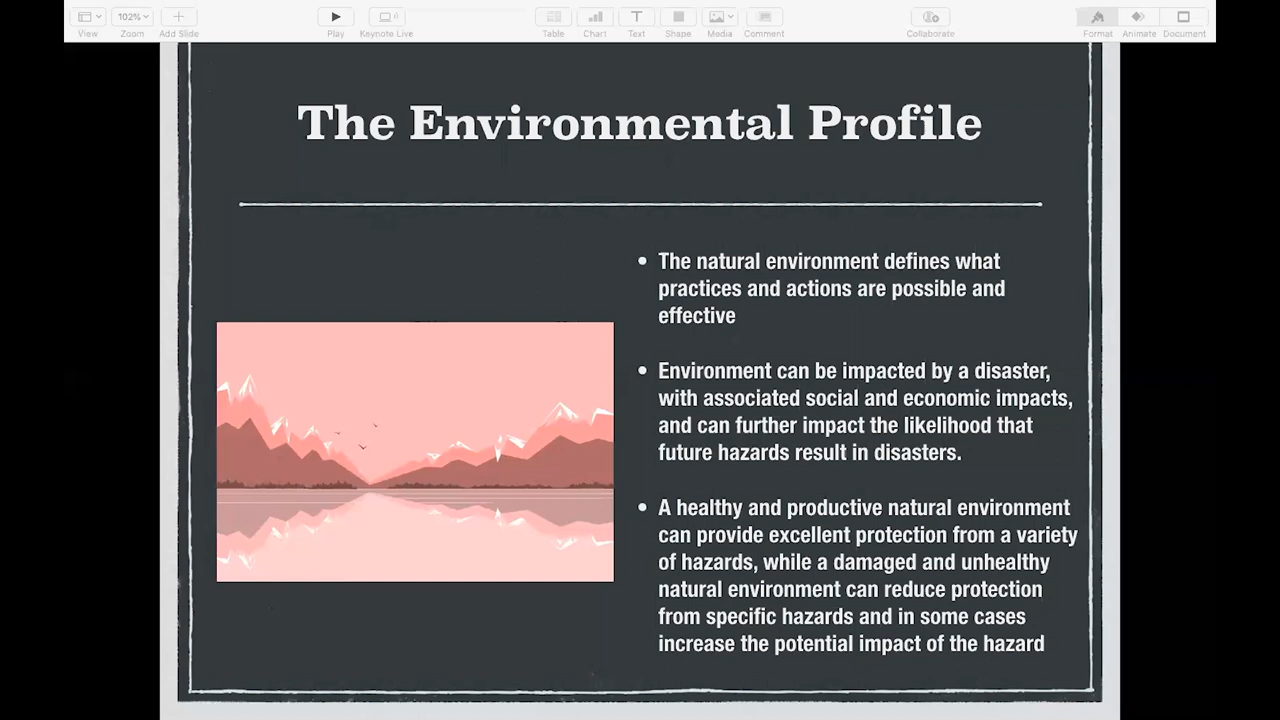 102%
View
Zoom
Add Slide
Play
Keynote Live
Table
Chart
Text
Shape
Media
Comment
Collaborate
Format
Animate
Document
The Environmental Profile
• The natural environment defines what
practices and actions are possible and
effective
• Environment can be impacted by a disaster,
with associated social and economic impacts,
and can further impact the likelihood that
future hazards result in disasters.
• A healthy and productive natural environment
can provide excellent protection from a variety
of hazards, while a damaged and unhealthy
natural environment can reduce protection
from specific hazards and in some cases
increase the potential impact of the hazard